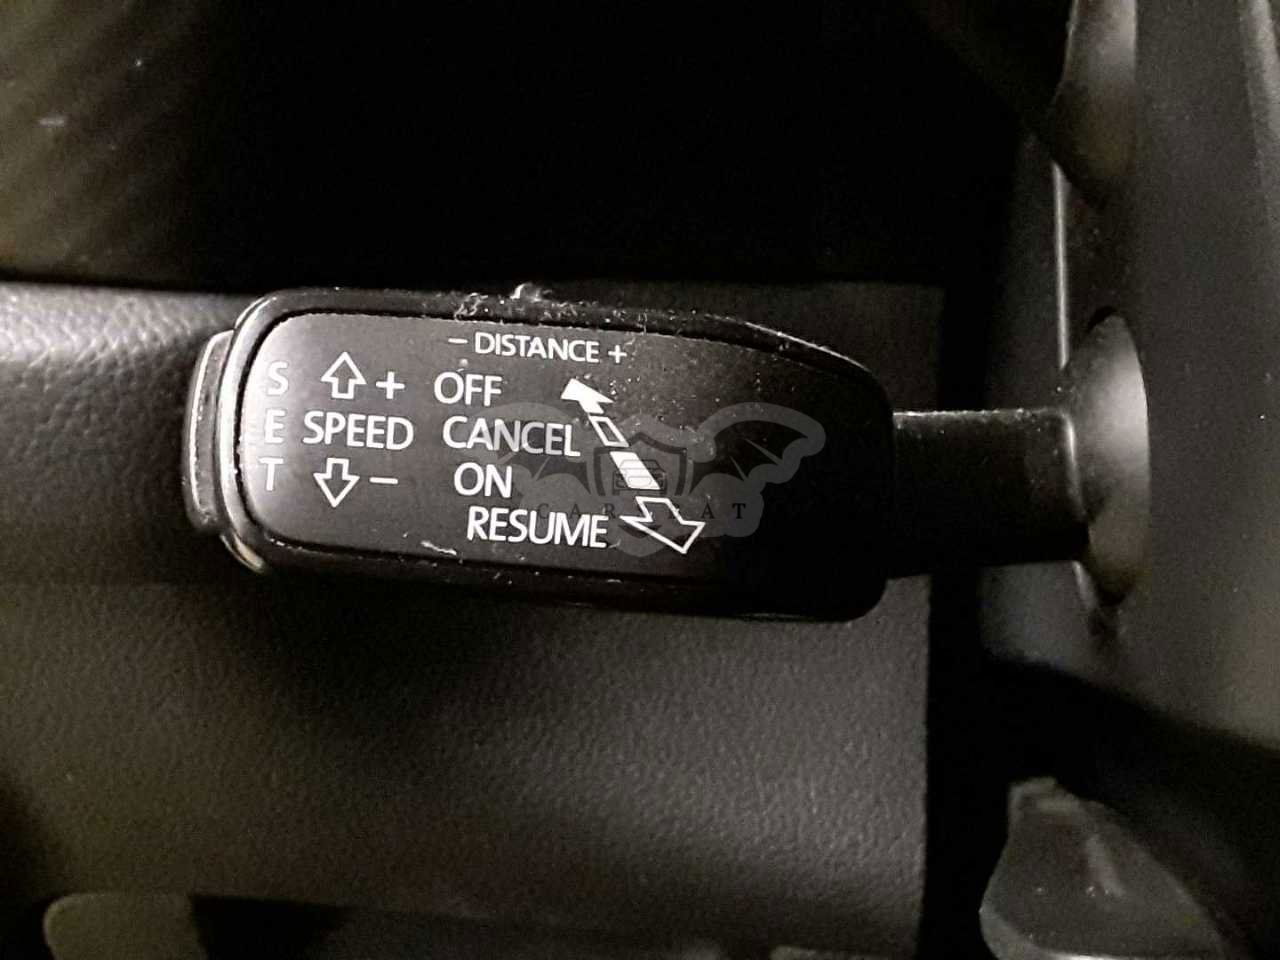 − DISTANCE +
S + OFF
E SPEED CANCEL
T − ON
RESUME